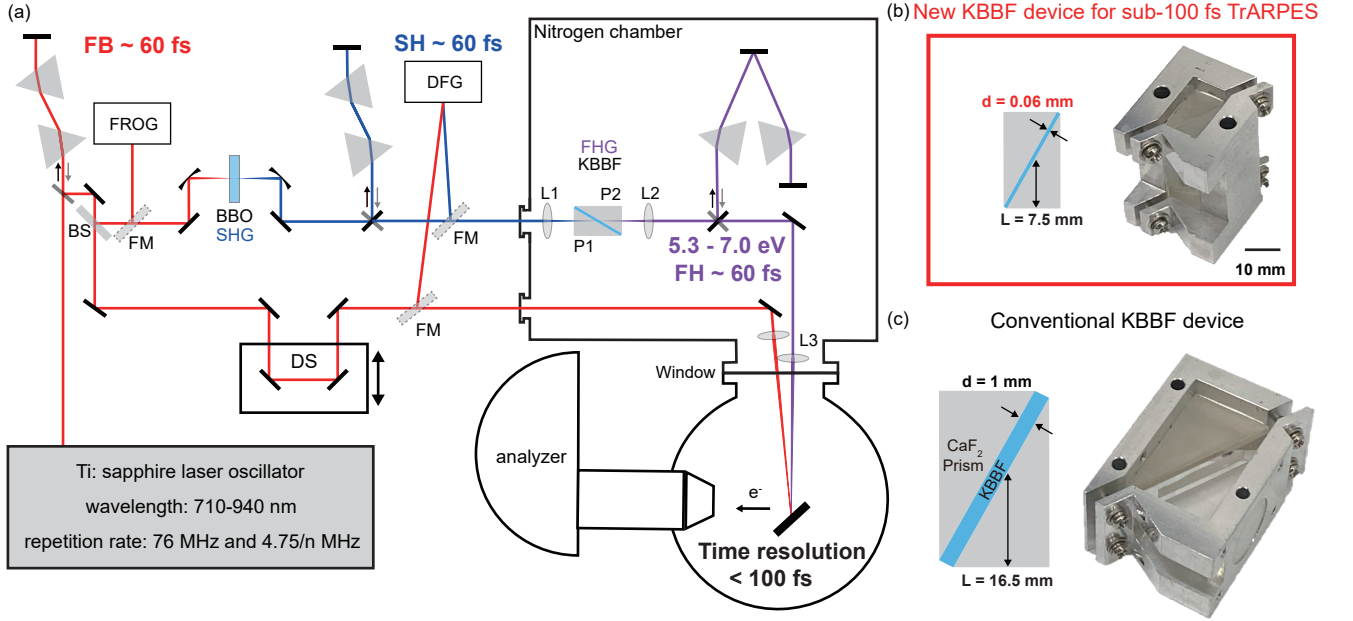 (a)
FB ~ 60 fs
SH ~ 60 fs
Nitrogen chamber
DFG
FROG
FHG
KBBF
L1
P2
L2
BBO
SHG
BS
FM
FM
P1
5.3 - 7.0 eV
FH ~ 60 fs
FM
DS
L3
Window
analyzer
e-
Time resolution
< 100 fs
Ti: sapphire laser oscillator
wavelength: 710-940 nm
repetition rate: 76 MHz and 4.75/n MHz
(b) New KBBF device for sub-100 fs TrARPES
d = 0.06 mm
L = 7.5 mm
10 mm
(c)
Conventional KBBF device
d = 1 mm
CaF2
Prism
KBBF
L = 16.5 mm